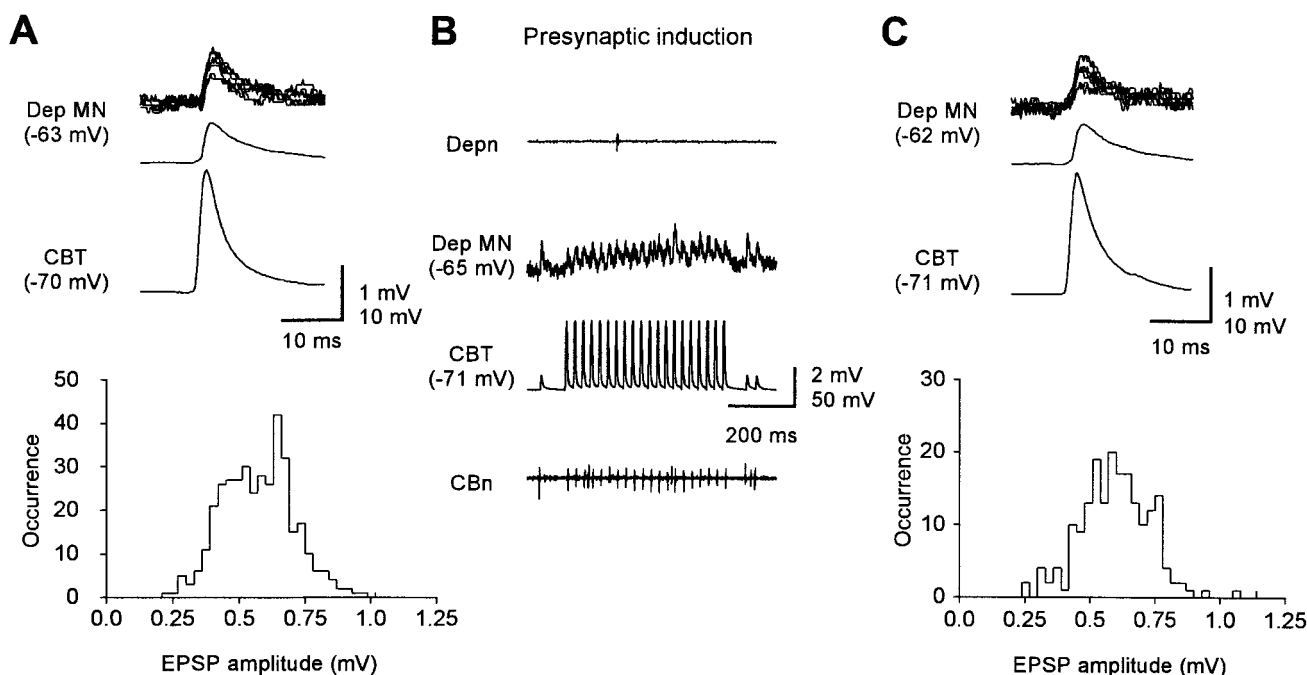 A
Dep MN
(-63 mV)
CBT
(-70 mV)
1 mV
10 mV
10 ms
50
40
30
20
10
0
Occurrence
0.0 0.25 0.5 0.75 1.0 1.25
EPSP amplitude (mV)
B
Presynaptic induction
Depn
Dep MN
(-65 mV)
CBT
(-71 mV)
2 mV
50 mV
200 ms
CBn
C
Dep MN
(-62 mV)
CBT
(-71 mV)
1 mV
10 mV
10 ms
30
20
10
0
Occurrence
0.0 0.25 0.5 0.75 1.0 1.25
EPSP amplitude (mV)